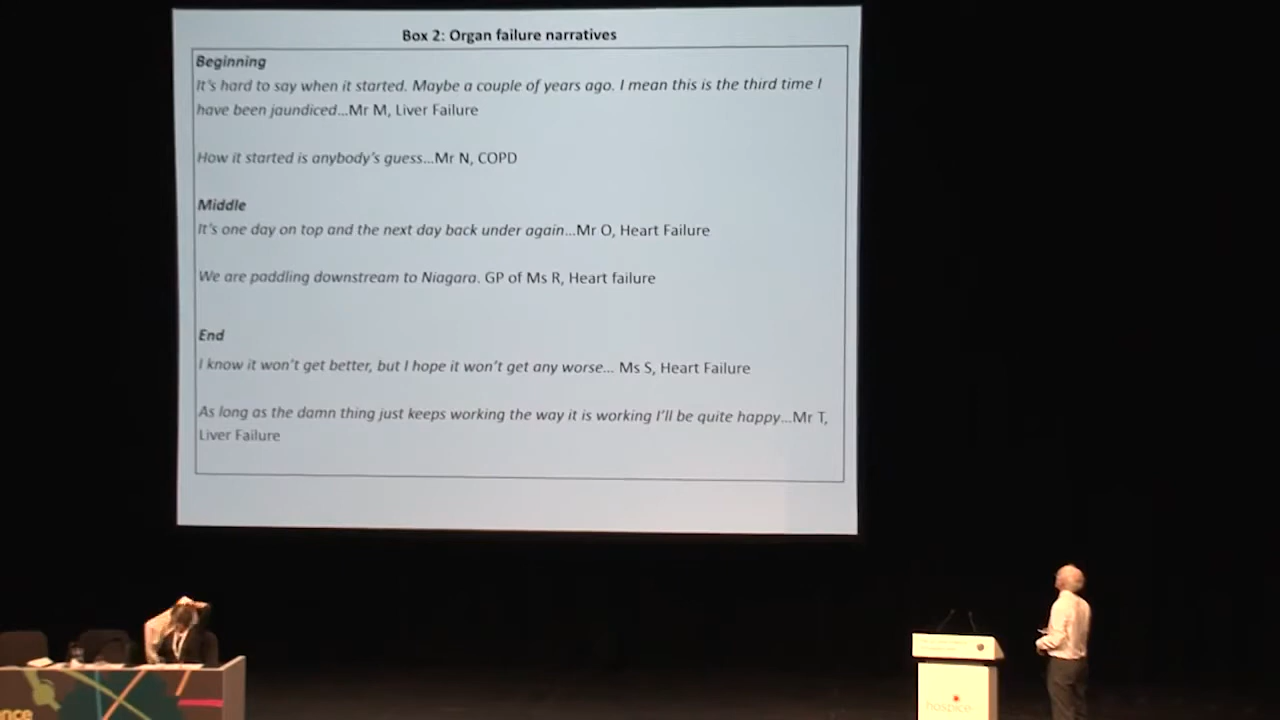 Box 2: Organ failure narratives
Beginning
It's hard to say when it started. Maybe a couple of years ago. I mean this is the third time I
have been jaundiced...Mr M, Liver Failure
How it started is anybody's guess...Mr N, COPD
Middle
It's one day on top and the next day back under again...Mr O, Heart Failure
We are paddling downstream to Niagara. GP of Ms R, Heart failure
End
I know it won't get better, but I hope it won't get any worse... Ms S, Heart Failure
As long as the damn thing just keeps working the way it is working I'll be quite happy...Mr T,
Liver Failure
hospice
ence